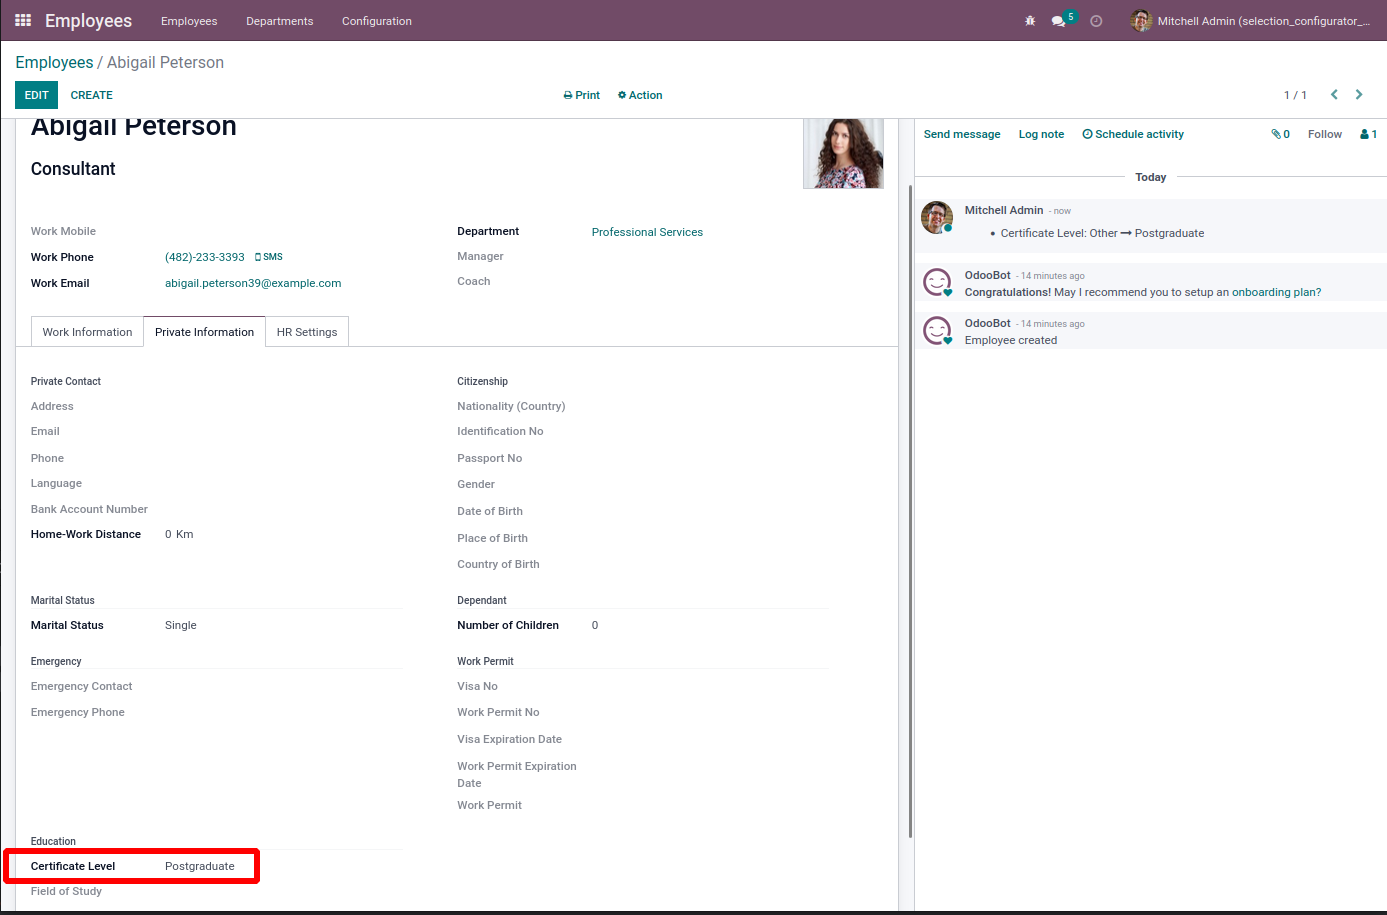 Employees Employees Departments Configuration 5 Mitchell Admin (selection_configurator_...
Employees / Abigail Peterson
EDIT CREATE Print Action 1 / 1
Abigail Peterson
Consultant
Work Mobile
Work Phone (482)-233-3393 SMS
Work Email abigail.peterson39@example.com
Department Professional Services
Manager
Coach
Work Information Private Information HR Settings
Private Contact
Address
Email
Phone
Language
Bank Account Number
Home-Work Distance 0 Km
Citizenship
Nationality (Country)
Identification No
Passport No
Gender
Date of Birth
Place of Birth
Country of Birth
Marital Status
Marital Status Single
Dependant
Number of Children 0
Emergency
Emergency Contact
Emergency Phone
Work Permit
Visa No
Work Permit No
Visa Expiration Date
Work Permit Expiration
Date
Work Permit
Education
Certificate Level Postgraduate
Field of Study
Send message Log note Schedule activity 0 Follow 1
Today
Mitchell Admin - now
• Certificate Level: Other → Postgraduate
OdooBot - 14 minutes ago
Congratulations! May I recommend you to setup an onboarding plan?
OdooBot - 14 minutes ago
Employee created